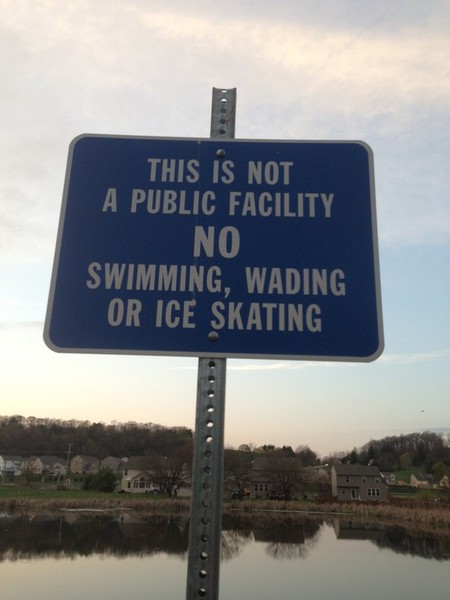 THIS IS NOT
A PUBLIC FACILITY
NO
SWIMMING, WADING
OR ICE SKATING